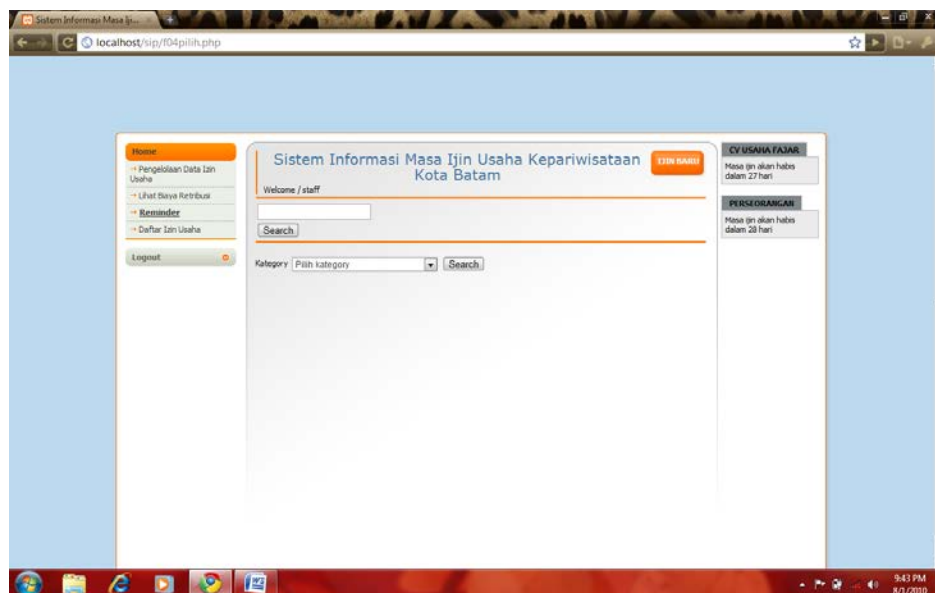 Sistem Informasi Masa Ij...
localhost/sip/f04pilih.php
Home
Pengelolaan Data Izin
Usaha
Lihat Biaya Retribusi
Reminder
Daftar Izin Usaha
Logout
Sistem Informasi Masa Ijin Usaha Kepariwisataan
Kota Batam
IJIN BARU
Welcome / staff
Search
Kategory Pilih kategory Search
CV USAHA FAJAR
Masa ijin akan habis
dalam 27 hari
PERSEORANGAN
Masa ijin akan habis
dalam 28 hari
9:43 PM
8/1/2010